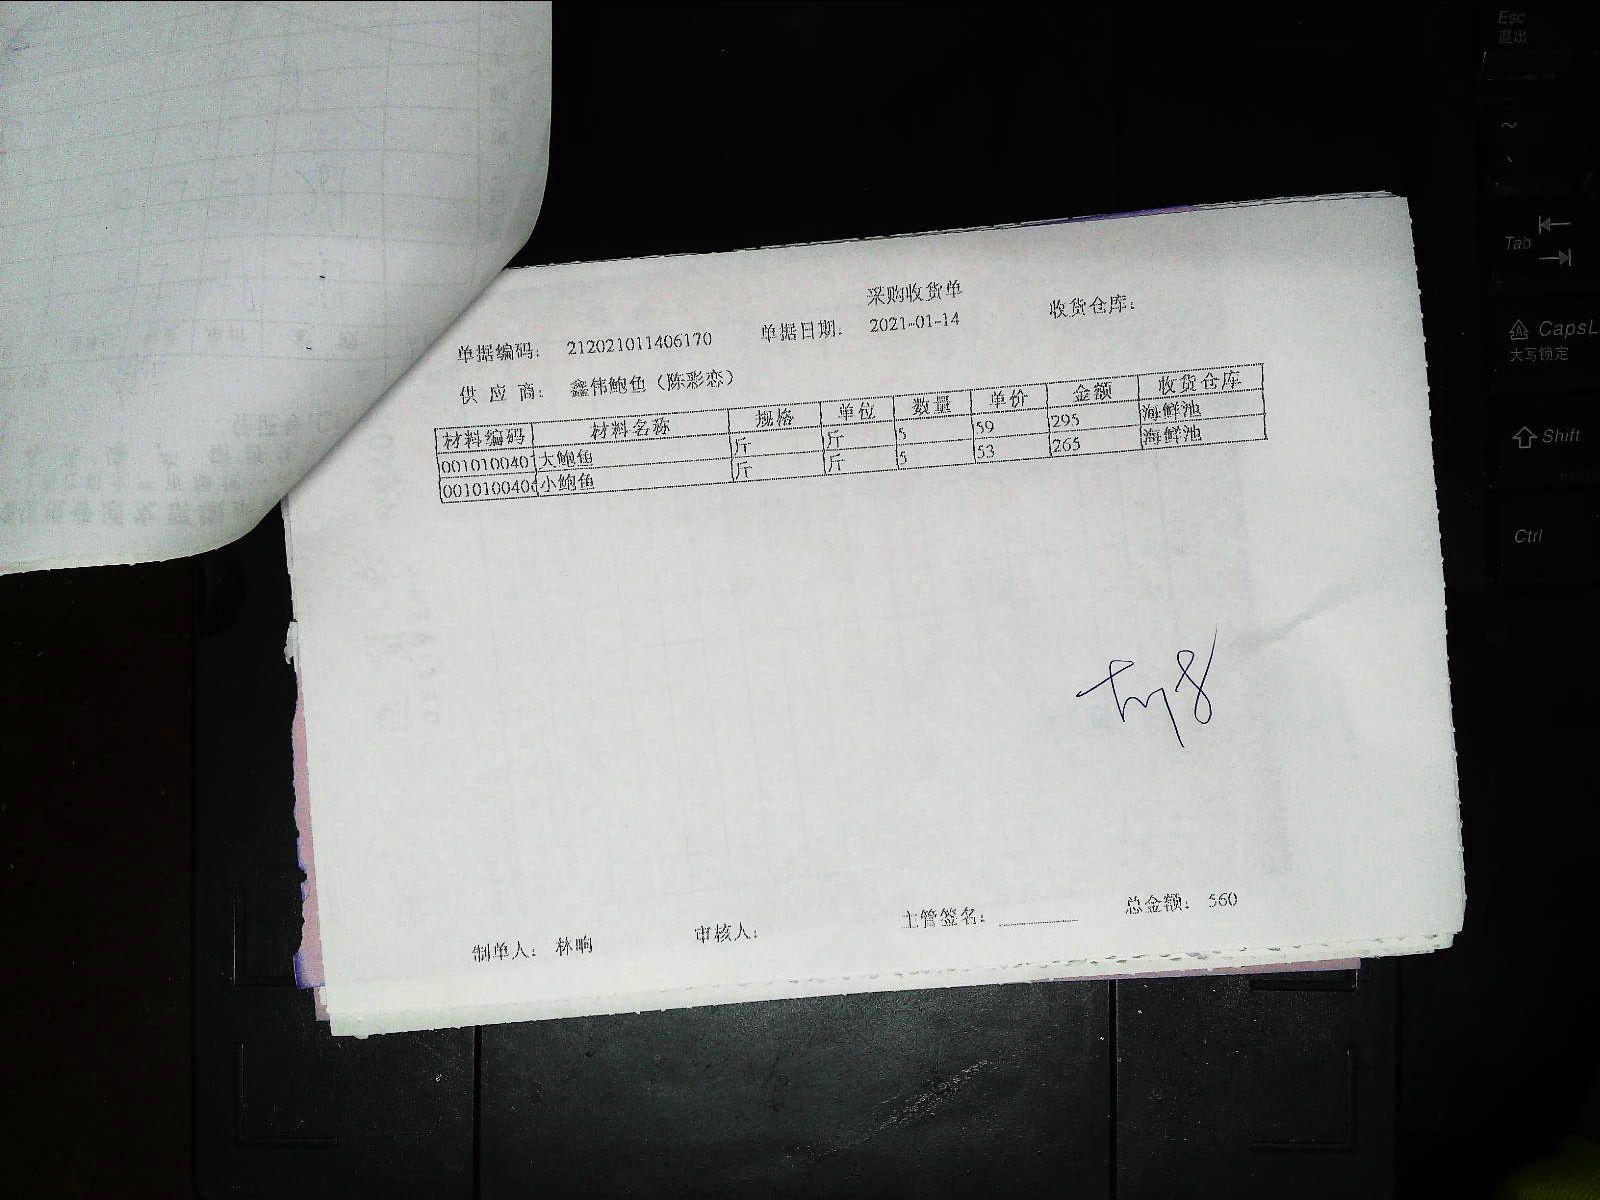 采购收货单
单据编码： 212021011406170 单据日期： 2021-01-14 收货仓库：
供 应 商： 鑫伟鲍鱼（陈彩恋）
材料编码 材料名称 规格 单位 数量 单价 金额 收货仓库
001010040 大鲍鱼 斤 斤 5 59 295 海鲜池
001010040 小鲍鱼 斤 斤 5 53 265 海鲜池
制单人： 林响 审核人： 主管签名： 总金额： 560
Esc
退出
~
Tab
CapsL
大写锁定
Shift
Ctrl